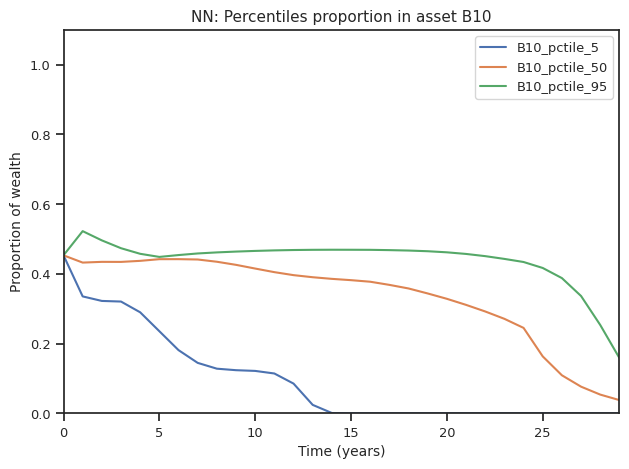 NN: Percentiles proportion in asset B10
B10_pctile_5
B10_pctile_50
B10_pctile_95
Proportion of wealth
1.0
0.8
0.6
0.4
0.2
0.0
0 5 10 15 20 25
Time (years)